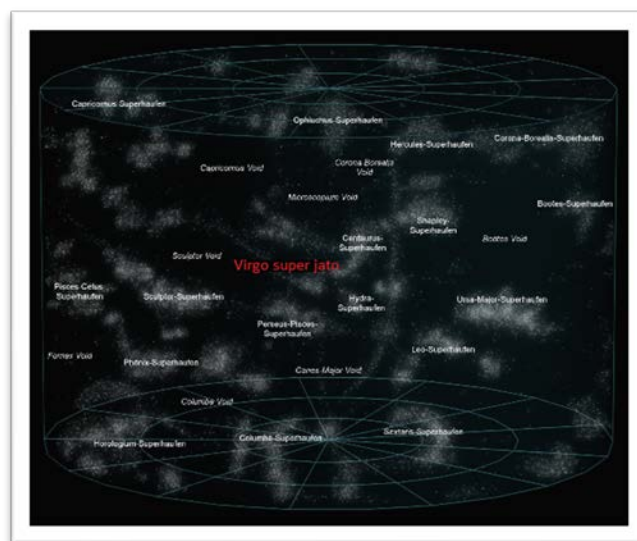 Capricornus-Superhaufen
Ophiuchus-Superhaufen
Hercules-Superhaufen
Corona-Borealis-Superhaufen
Capricornus Void
Corona Borealis
Void
Microscopium Void
Bootes-Superhaufen
Shapley-
Superhaufen
Centaurus-
Superhaufen
Bootes Void
Sculptor Void
Virgo super jato
Pisces-Cetus
Superhaufen
Sculptor-Superhaufen
Hydra-
Superhaufen
Ursa-Major-Superhaufen
Perseus-Pisces-
Superhaufen
Leo-Superhaufen
Fornax Void
Phönix-Superhaufen
Canis-Major Void
Columba Void
Horologium-Superhaufen
Columba-Superhaufen
Sextans-Superhaufen